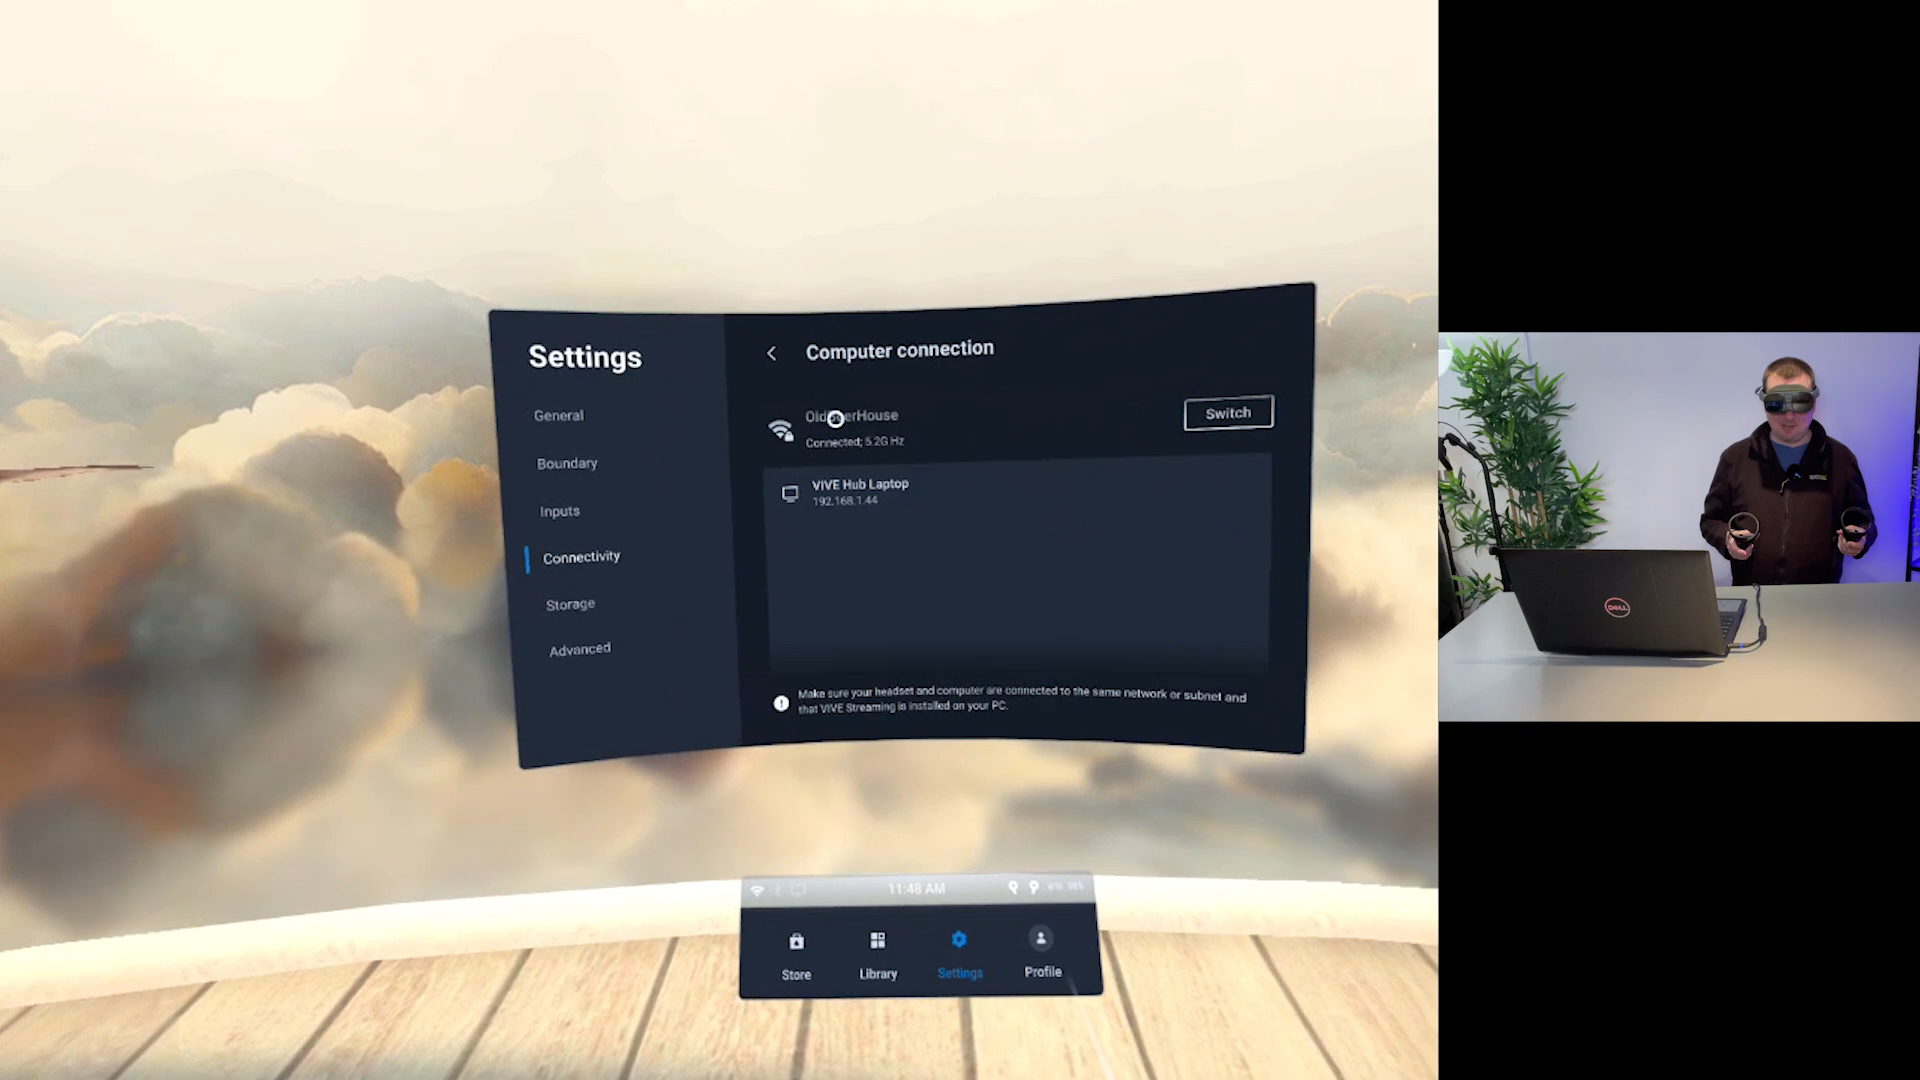 Settings
General
Boundary
Inputs
Connectivity
Storage
Advanced
Computer connection
Connected; 5.2G Hz
Switch
VIVE Hub Laptop
192.168.1.44
Make sure your headset and computer are connected to the same network or subnet and
that VIVE Streaming is installed on your PC.
11:48 AM
Store
Library
Settings
Profile
DELL